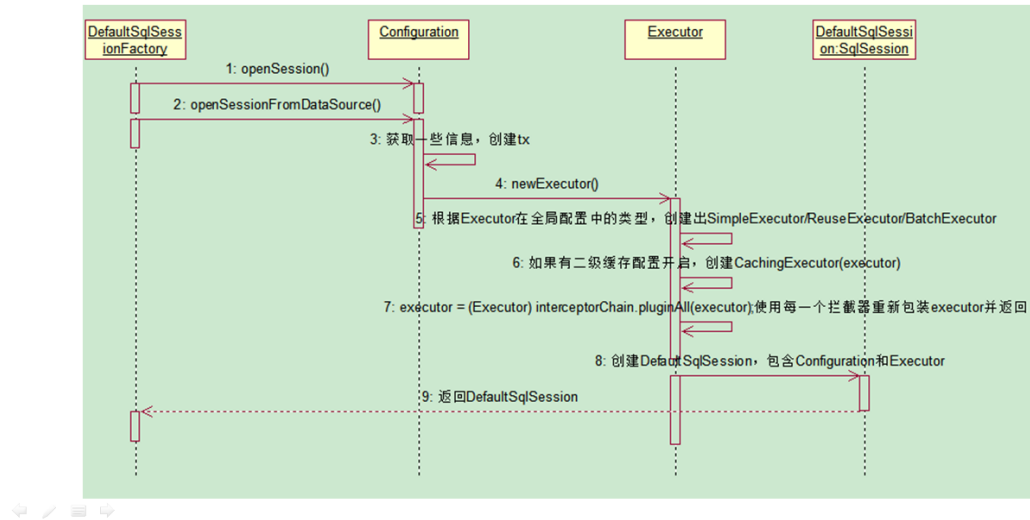 DefaultSqlSess
ionFactory
Configuration
Executor
DefaultSqlSessi
on:SqlSession
1: openSession()
2: openSessionFromDataSource()
3: 获取一些信息，创建tx
4: newExecutor()
5: 根据Executor在全局配置中的类型，创建出SimpleExecutor/ReuseExecutor/BatchExecutor
6: 如果有二级缓存配置开启，创建CachingExecutor(executor)
7: executor = (Executor) interceptorChain.pluginAll(executor);使用每一个拦截器重新包装executor并返回
8: 创建DefaultSqlSession，包含Configuration和Executor
9: 返回DefaultSqlSession